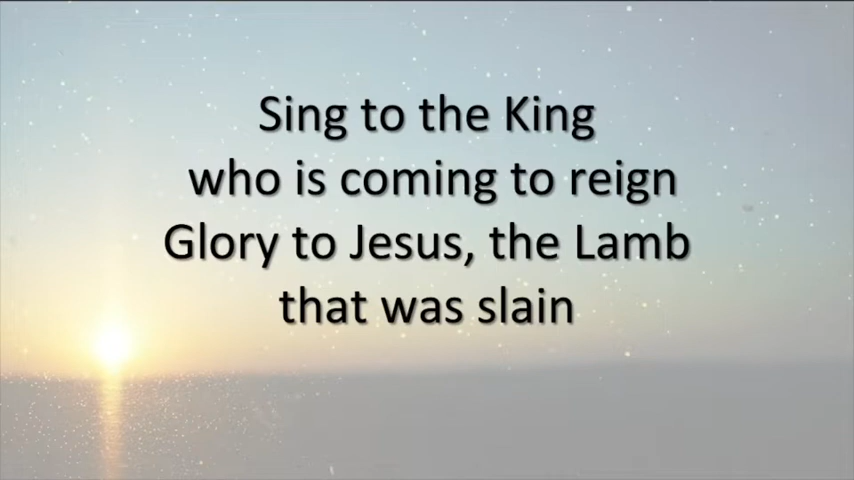 Sing to the King
who is coming to reign
Glory to Jesus, the Lamb
that was slain